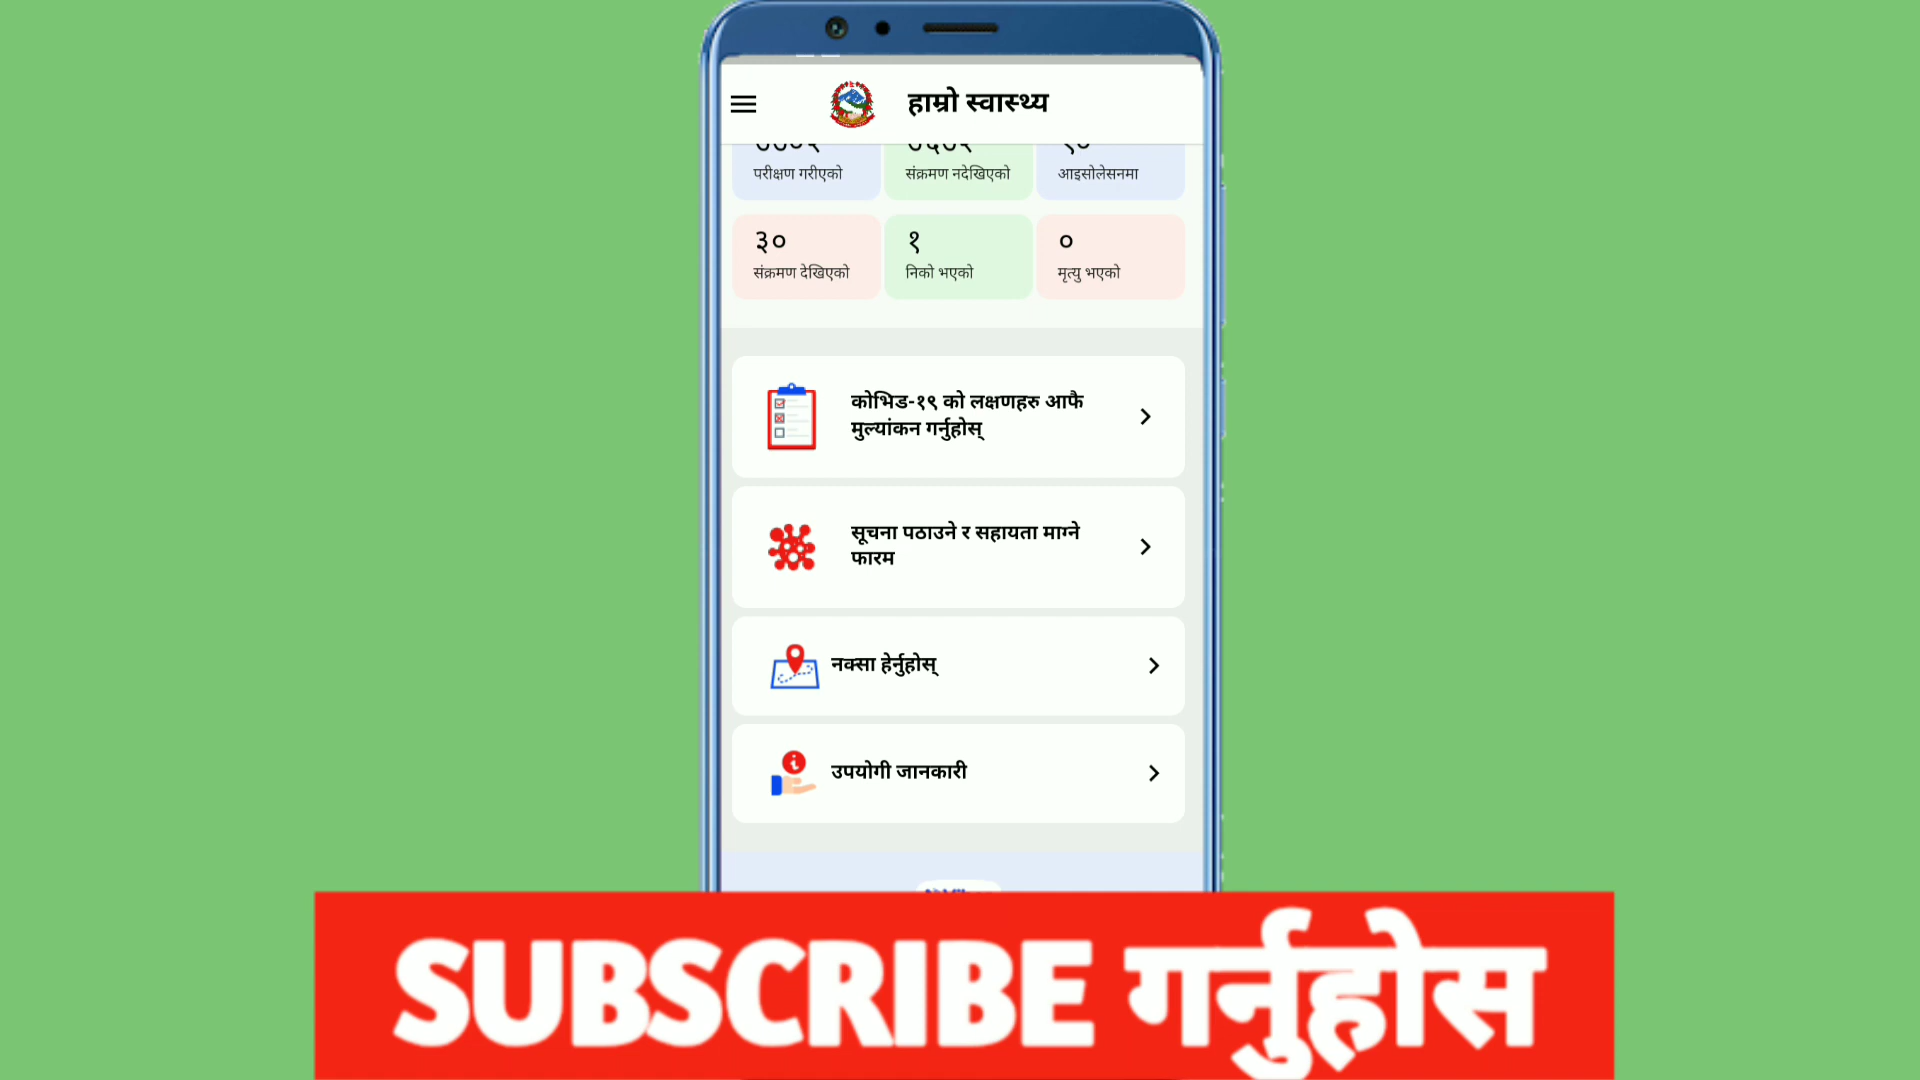 हाम्रो स्वास्थ्य
परीक्षण गरीएको
संक्रमण नदेखिएको
आइसोलेसनमा
३०
संक्रमण देखिएको
१
निको भएको
०
मृत्यु भएको
कोभिड-१९ को लक्षणहरु आफै
मुल्यांकन गर्नुहोस्
सूचना पठाउने र सहायता माग्ने
फारम
नक्सा हेर्नुहोस्
उपयोगी जानकारी
SUBSCRIBE गर्नुहोस